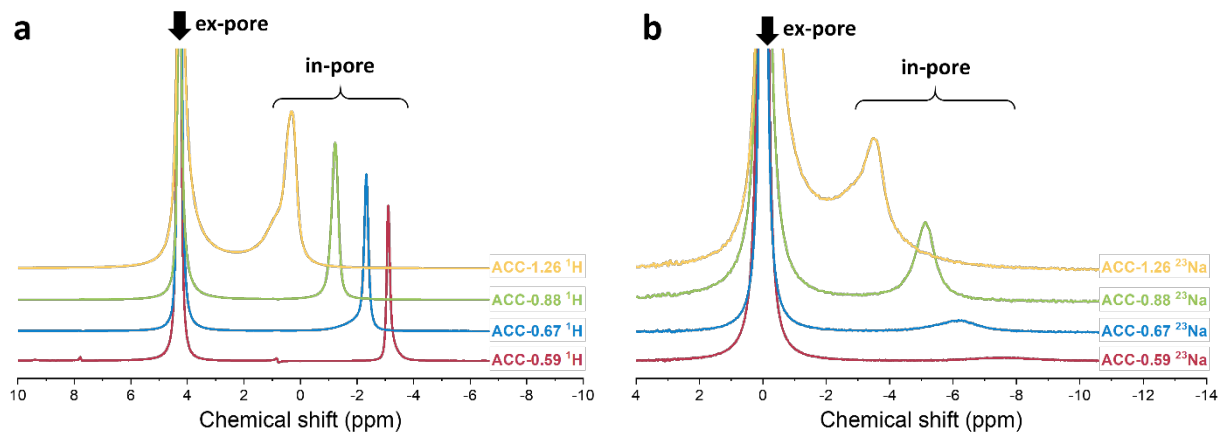 a
ex-pore
in-pore
ACC-1.26 ¹H
ACC-0.88 ¹H
ACC-0.67 ¹H
ACC-0.59 ¹H
10 8 6 4 2 0 -2 -4 -6 -8 -10
Chemical shift (ppm)
b
ex-pore
in-pore
ACC-1.26 ²³Na
ACC-0.88 ²³Na
ACC-0.67 ²³Na
ACC-0.59 ²³Na
4 2 0 -2 -4 -6 -8 -10 -12 -14
Chemical shift (ppm)